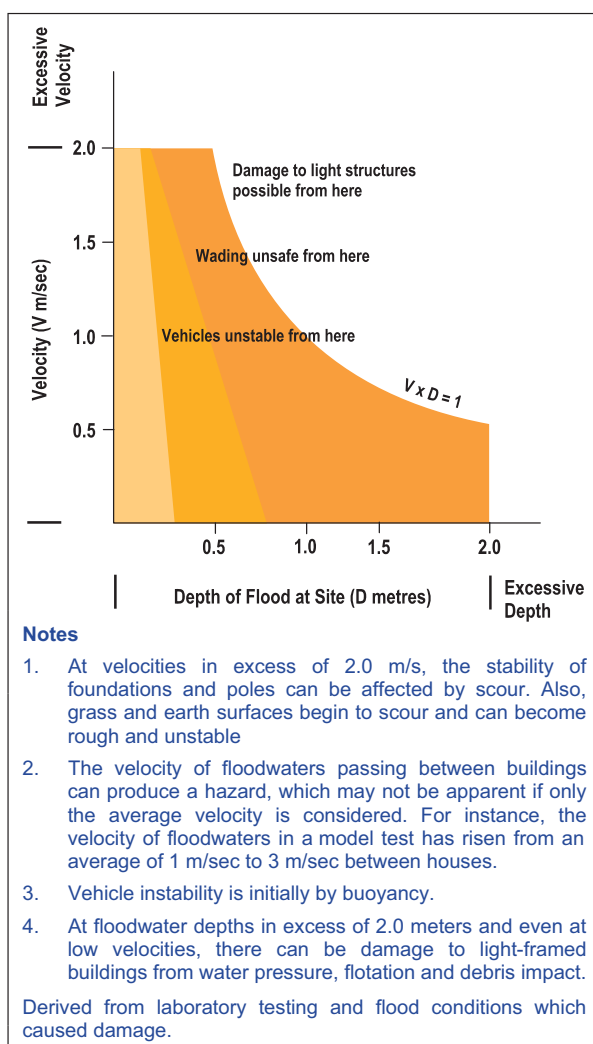 Excessive
Velocity
2.0
1.5
1.0
0.5
Velocity (V m/sec)
Damage to light structures
possible from here
Wading unsafe from here
Vehicles unstable from here
V x D = 1
0.5
1.0
1.5
2.0
Depth of Flood at Site (D metres)
Excessive
Depth
Notes
1. At velocities in excess of 2.0 m/s, the stability of
foundations and poles can be affected by scour. Also,
grass and earth surfaces begin to scour and can become
rough and unstable
2. The velocity of floodwaters passing between buildings
can produce a hazard, which may not be apparent if only
the average velocity is considered. For instance, the
velocity of floodwaters in a model test has risen from an
average of 1 m/sec to 3 m/sec between houses.
3. Vehicle instability is initially by buoyancy.
4. At floodwater depths in excess of 2.0 meters and even at
low velocities, there can be damage to light-framed
buildings from water pressure, flotation and debris impact.
Derived from laboratory testing and flood conditions which
caused damage.